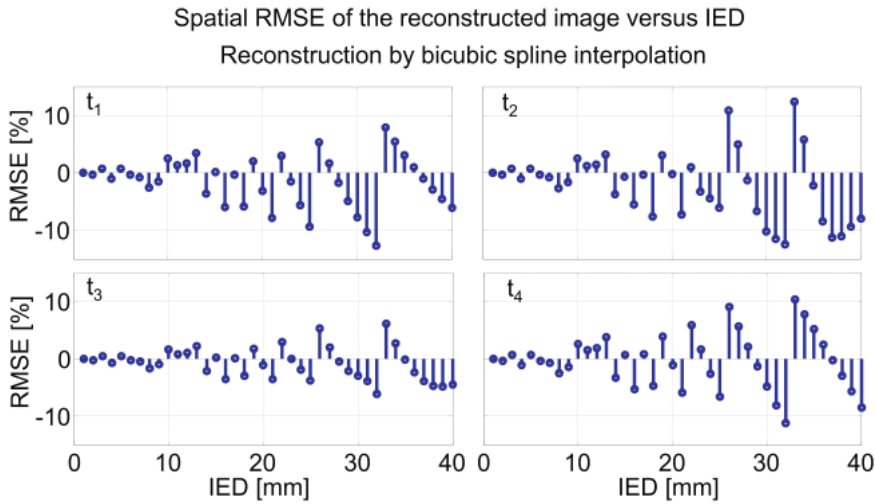 Spatial RMSE of the reconstructed image versus IED
Reconstruction by bicubic spline interpolation
t1
t2
10
0
-10
RMSE [%]
t3
t4
10
0
-10
RMSE [%]
0 10 20 30 40 0 10 20 30 40
IED [mm] IED [mm]